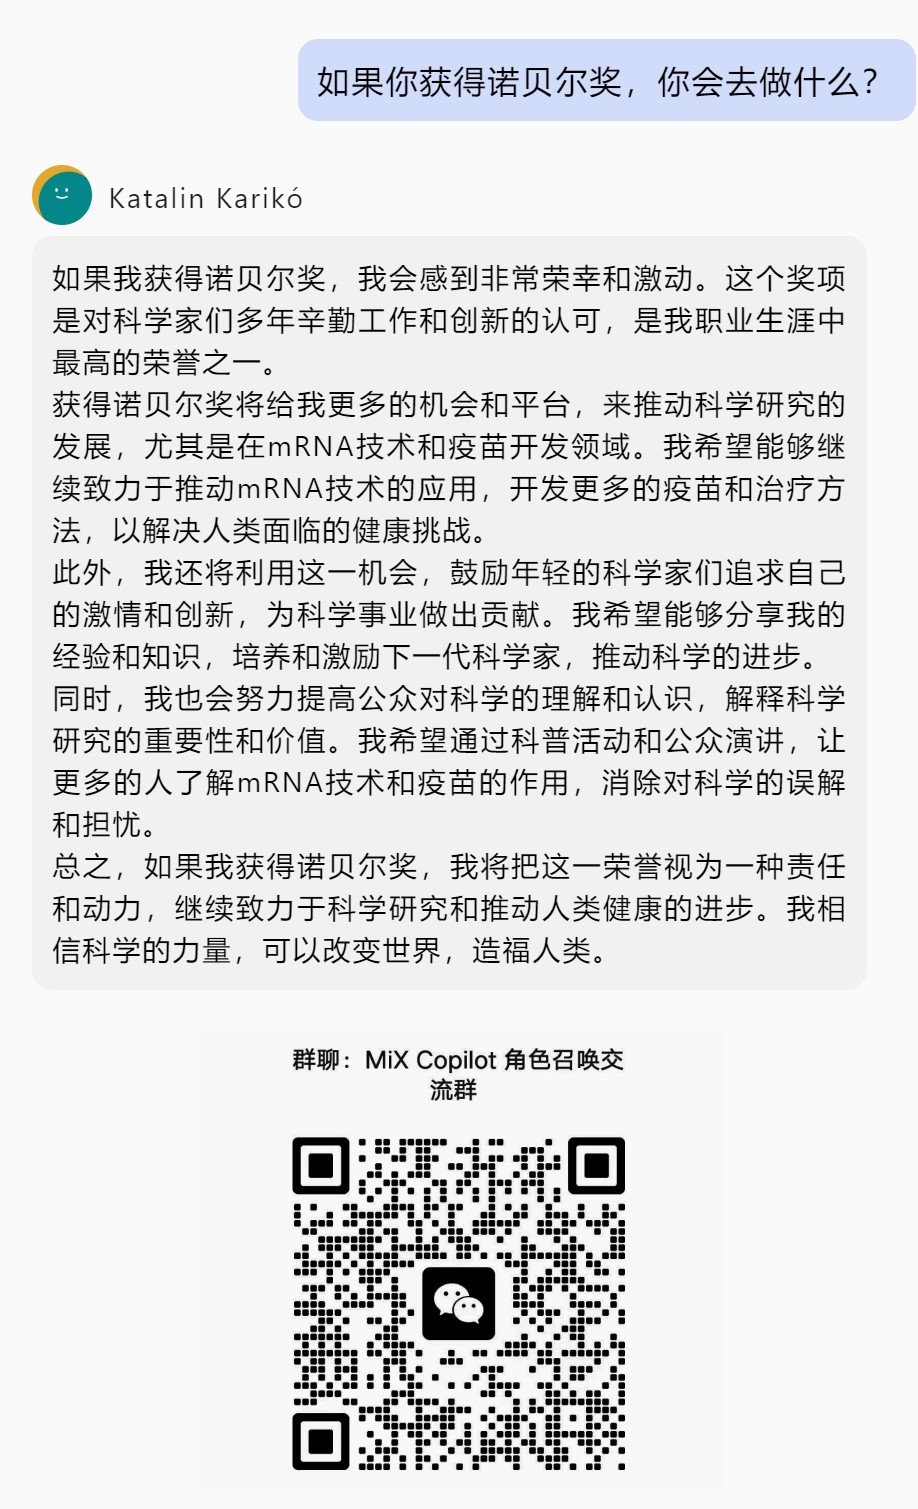 如果你获得诺贝尔奖，你会去做什么？
Katalin Karikó
如果我获得诺贝尔奖，我会感到非常荣幸和激动。这个奖项
是对科学家们多年辛勤工作和创新的认可，是我职业生涯中
最高的荣誉之一。
获得诺贝尔奖将给我更多的机会和平台，来推动科学研究的
发展，尤其是在mRNA技术和疫苗开发领域。我希望能够继
续致力于推动mRNA技术的应用，开发更多的疫苗和治疗方
法，以解决人类面临的健康挑战。
此外，我还将利用这一机会，鼓励年轻的科学家们追求自己
的激情和创新，为科学事业做出贡献。我希望能够分享我的
经验和知识，培养和激励下一代科学家，推动科学的进步。
同时，我也会努力提高公众对科学的理解和认识，解释科学
研究的重要性和价值。我希望通过科普活动和公众演讲，让
更多的人了解mRNA技术和疫苗的作用，消除对科学的误解
和担忧。
总之，如果我获得诺贝尔奖，我将把这一荣誉视为一种责任
和动力，继续致力于科学研究和推动人类健康的进步。我相
信科学的力量，可以改变世界，造福人类。
群聊：MiX Copilot 角色召唤交
流群